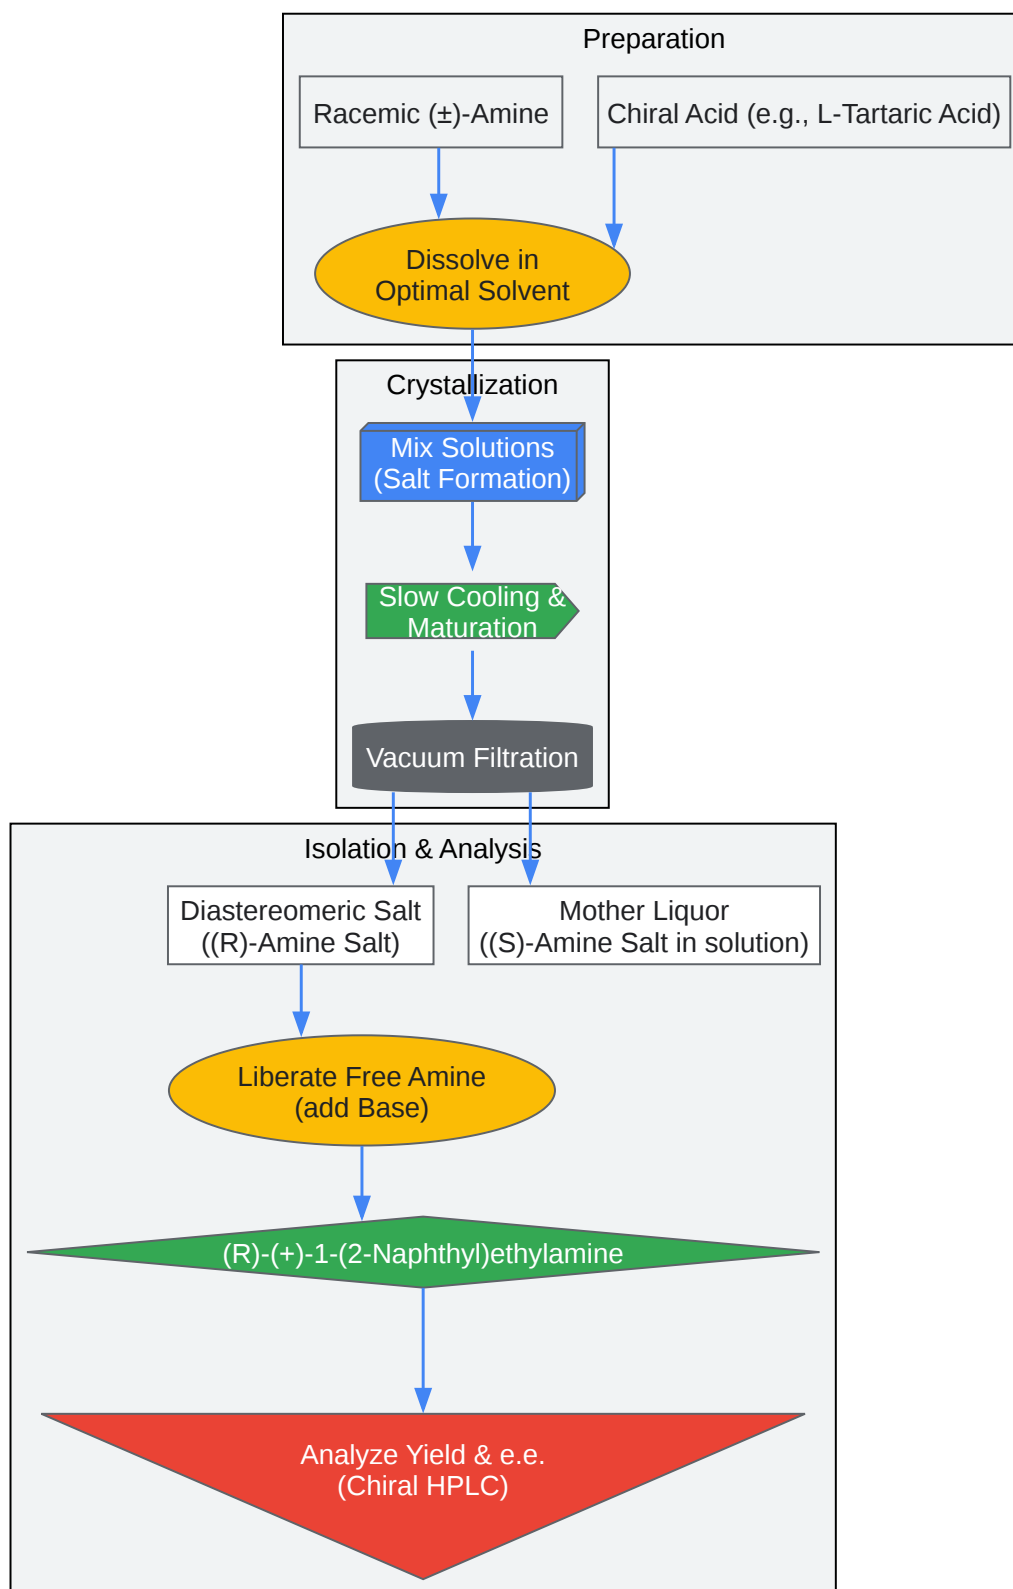 Preparation
Racemic (±)-Amine
Chiral Acid (e.g., L-Tartaric Acid)
Dissolve in
Optimal Solvent
Crystallization
Mix Solutions
(Salt Formation)
Slow Cooling &
Maturation
Vacuum Filtration
Isolation & Analysis
Diastereomeric Salt
((R)-Amine Salt)
Mother Liquor
((S)-Amine Salt in solution)
Liberate Free Amine
(add Base)
(R)-(+)-1-(2-Naphthyl)ethylamine
Analyze Yield & e.e.
(Chiral HPLC)